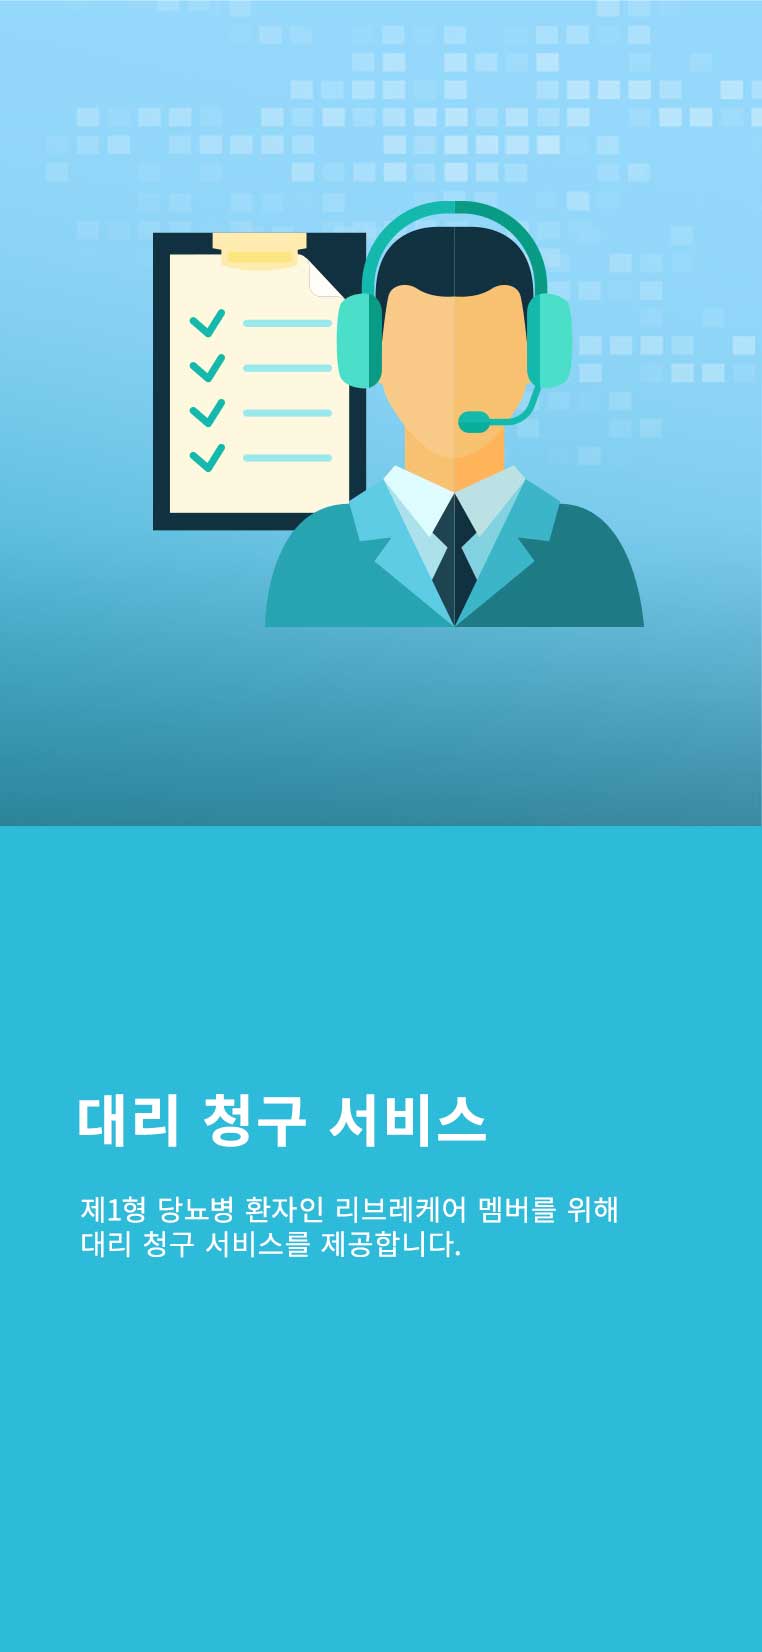 대리 청구 서비스
제1형 당뇨병 환자인 리브레케어 멤버를 위해
대리 청구 서비스를 제공합니다.